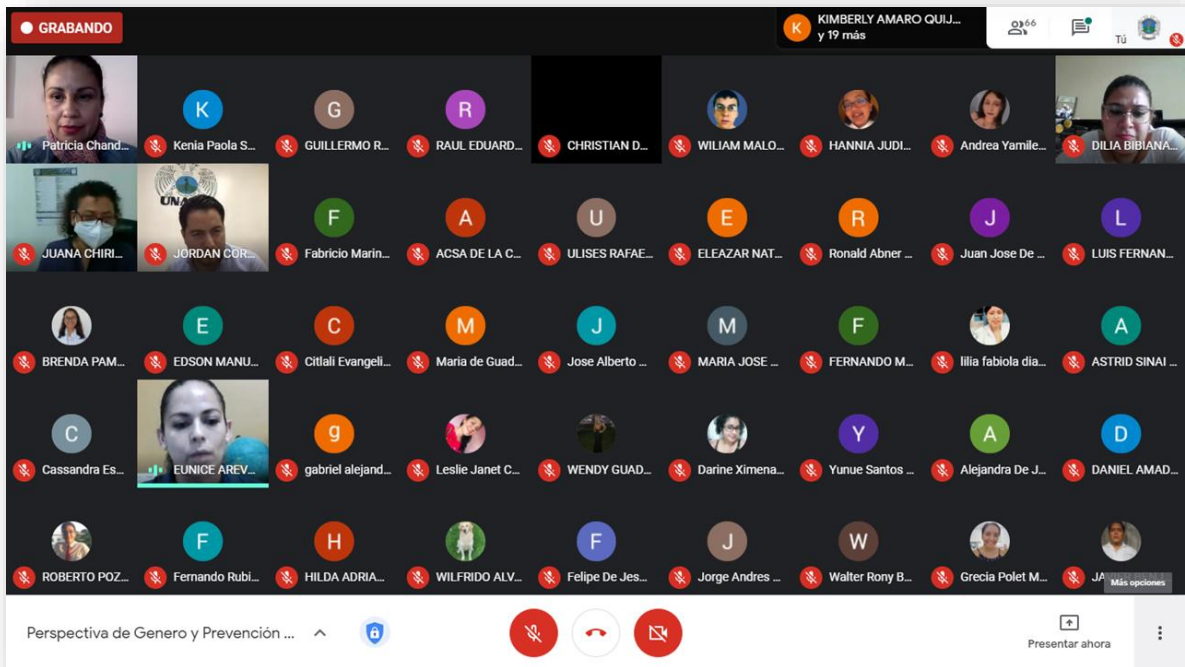 GRABANDO
K
KIMBERLY AMARO QUIJ...
y 19 más
66
Tú
Patricia Chand...
K
Kenia Paola S...
G
GUILLERMO R...
R
RAUL EDUARD...
CHRISTIAN D...
WILIAM MALO...
HANNIA JUDI...
Andrea Yamile...
DILIA BIBIANA...
JUANA CHIRI...
JORDAN COR...
F
Fabricio Marin...
A
ACSA DE LA C...
U
ULISES RAFAE...
E
ELEAZAR NAT...
R
Ronald Abner ...
J
Juan Jose De ...
L
LUIS FERNAN...
BRENDA PAM...
E
EDSON MANU...
C
Citlali Evangeli...
M
Maria de Guad...
J
Jose Alberto ...
M
MARIA JOSE ...
F
FERNANDO M...
lilia fabiola dia...
A
ASTRID SINAI ...
C
Cassandra Es...
EUNICE AREV...
g
gabriel alejand...
Leslie Janet C...
WENDY GUAD...
Darine Ximena...
Y
Yunue Santos ...
A
Alejandra De J...
D
DANIEL AMAD...
ROBERTO POZ...
F
Fernando Rubi...
H
HILDA ADRIA...
WILFRIDO ALV...
F
Felipe De Jes...
J
Jorge Andres ...
W
Walter Rony B...
Grecia Polet M...
Más opciones
Perspectiva de Genero y Prevención ...
Presentar ahora